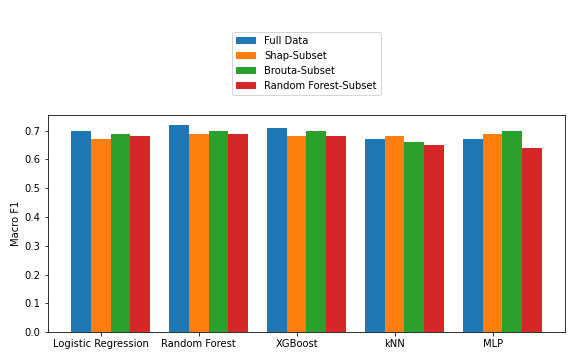 Full Data
Shap-Subset
Brouta-Subset
Random Forest-Subset
Macro F1
0.7
0.6
0.5
0.4
0.3
0.2
0.1
0.0
Logistic Regression
Random Forest
XGBoost
kNN
MLP